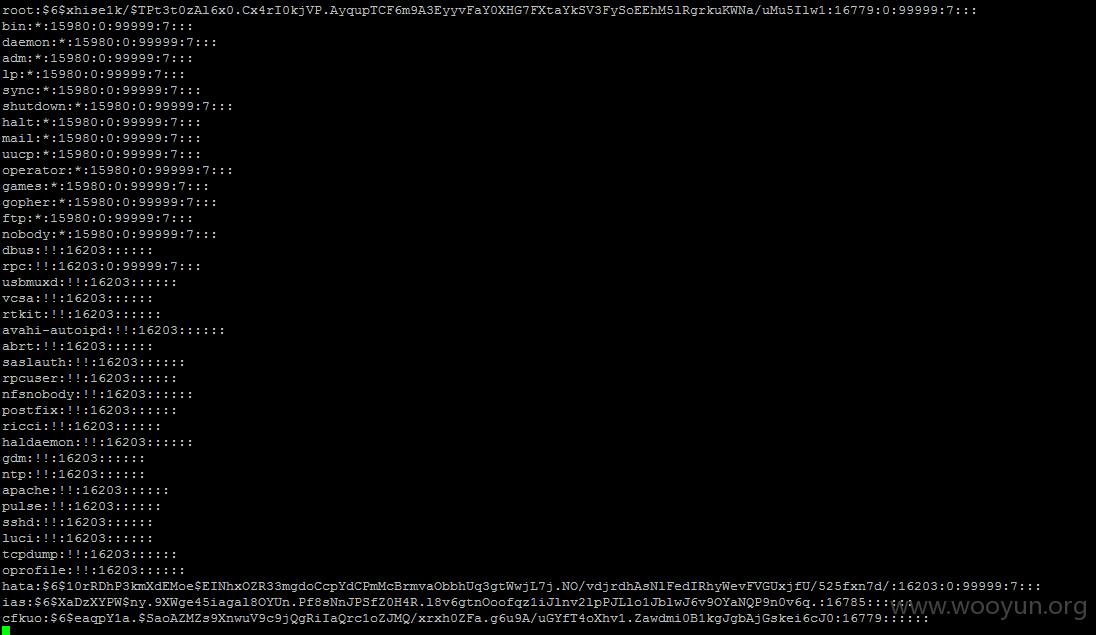 root:$6$xhise1k/$TPt3t0zAl6x0.Cx4rI0kjVP.AyqupTCF6m9A3EyyvFaY0XHG7FXtaYkSV3FySoEEhM5lRgrkuKWNa/uMu5Ilw1:16779:0:99999:7:::
bin:*:15980:0:99999:7:::
daemon:*:15980:0:99999:7:::
adm:*:15980:0:99999:7:::
lp:*:15980:0:99999:7:::
sync:*:15980:0:99999:7:::
shutdown:*:15980:0:99999:7:::
halt:*:15980:0:99999:7:::
mail:*:15980:0:99999:7:::
uucp:*:15980:0:99999:7:::
operator:*:15980:0:99999:7:::
games:*:15980:0:99999:7:::
gopher:*:15980:0:99999:7:::
ftp:*:15980:0:99999:7:::
nobody:*:15980:0:99999:7:::
dbus:!!:16203::::::
rpc:!!:16203:0:99999:7:::
usbmuxd:!!:16203::::::
vcsa:!!:16203::::::
rtkit:!!:16203::::::
avahi-autoipd:!!:16203::::::
abrt:!!:16203::::::
saslauth:!!:16203::::::
rpcuser:!!:16203::::::
nfsnobody:!!:16203::::::
postfix:!!:16203::::::
ricci:!!:16203::::::
haldaemon:!!:16203::::::
gdm:!!:16203::::::
ntp:!!:16203::::::
apache:!!:16203::::::
pulse:!!:16203::::::
sshd:!!:16203::::::
luci:!!:16203::::::
tcpdump:!!:16203::::::
oprofile:!!:16203::::::
hata:$6$10rRDhP3kmXdEMoe$EINhxOZR33mgdoCcpYdCPmMcBrmvaObbhUq3gtWwjL7j.NO/vdjrdhAsNlFedIRhyWevFVGUxjfU/525fxn7d/:16203:0:99999:7:::
ias:$6$XaDzXYPW$ny.9XWge45iagal8OYUn.Pf8sNnJPSfZ0H4R.l8v6gtnOoofqz1iJlnv2lpPJLlo1JblwJ6v9OYaNQP9n0v6q.:16785::::::
cfkuo:$6$eaqpY1a.$SaoAZMZs9XnwuV9c9jQgRiIaQrc1oZJMQ/xrxh0ZFa.g6u9A/uGYfT4oXhv1.Zawdmi0B1kgJgbAjGskei6cJ0:16779::::::
www.wooyun.org